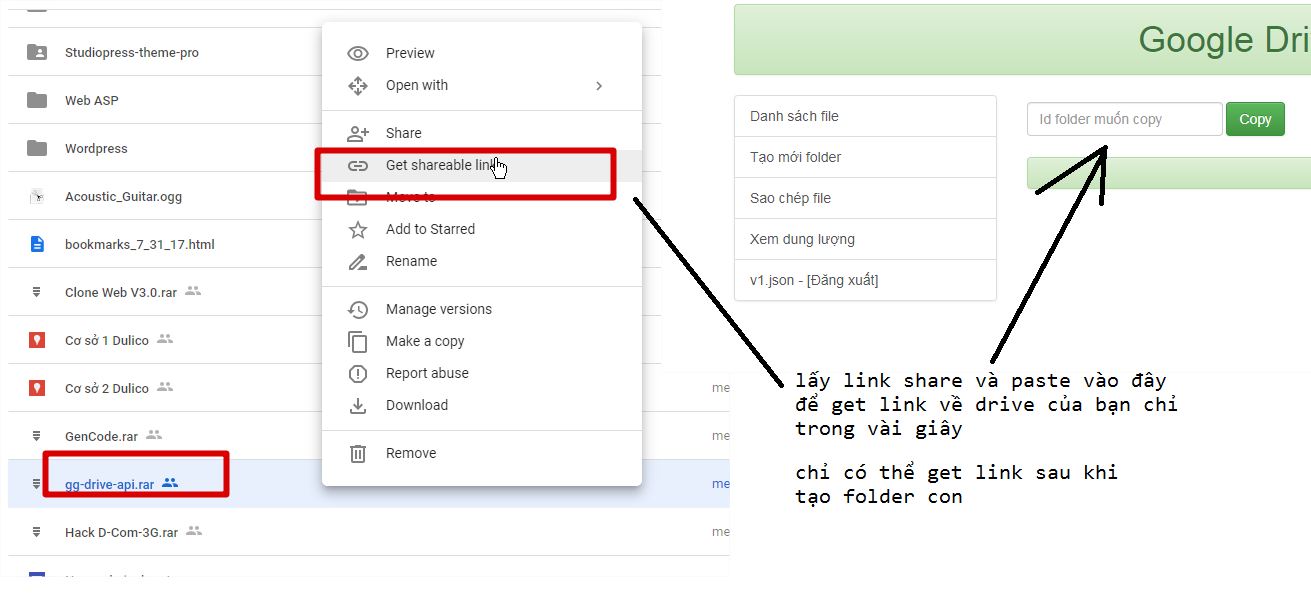 Studiopress-theme-pro
Web ASP
Wordpress
Acoustic_Guitar.ogg
bookmarks_7_31_17.html
Clone Web V3.0.rar
Cơ sở 1 Dulico
Cơ sở 2 Dulico
me
GenCode.rar
me
gg-drive-api.rar
me
Hack D-Com-3G.rar
me
Preview
Open with
Share
Get shareable link
Move to
Add to Starred
Rename
Manage versions
Make a copy
Report abuse
Download
Remove
Google Dri
Danh sách file
Tạo mới folder
Sao chép file
Xem dung lượng
v1.json - [Đăng xuất]
Id folder muốn copy
Copy
lấy link share và paste vào đây
để get link về drive của bạn chỉ
trong vài giây
chỉ có thể get link sau khi
tạo folder con